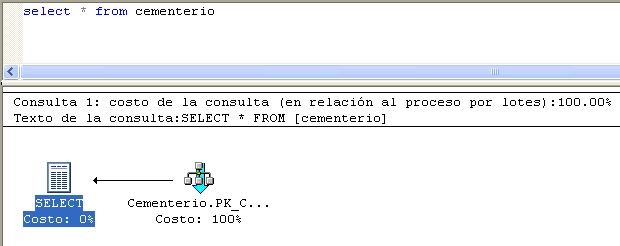 select * from cementerio
Consulta 1: costo de la consulta (en relación al proceso por lotes):100.00%
Texto de la consulta:SELECT * FROM [cementerio]
SELECT
Costo: 0%
Cementerio.PK_C...
Costo: 100%